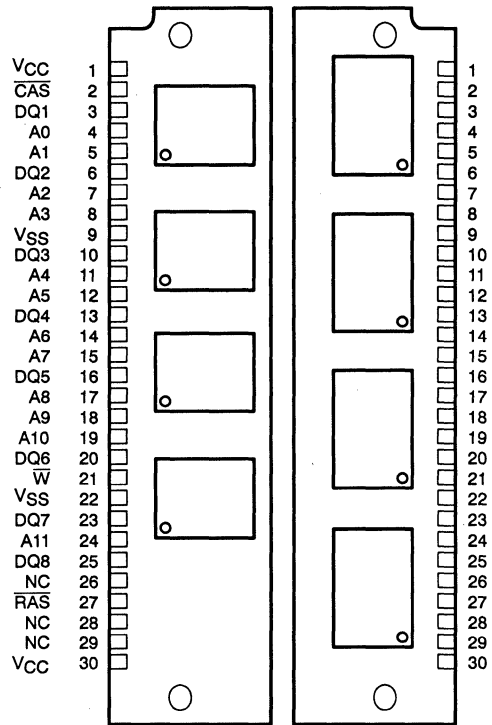 VCC 1 1
C̅A̅S̅ 2 2
DQ1 3 3
A0 4 4
A1 5 5
DQ2 6 6
A2 7 7
A3 8 8
VSS 9 9
DQ3 10 10
A4 11 11
A5 12 12
DQ4 13 13
A6 14 14
A7 15 15
DQ5 16 16
A8 17 17
A9 18 18
A10 19 19
DQ6 20 20
W̅ 21 21
VSS 22 22
DQ7 23 23
A11 24 24
DQ8 25 25
NC 26 26
R̅A̅S̅ 27 27
NC 28 28
NC 29 29
VCC 30 30